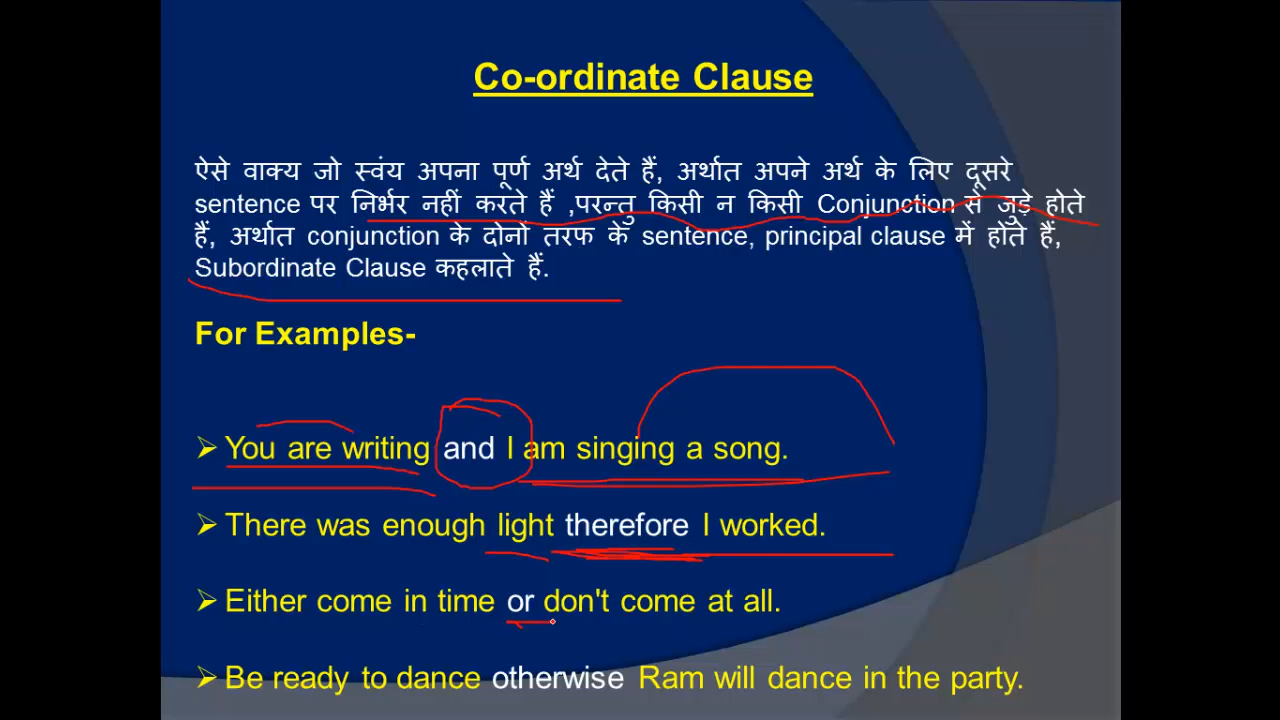 Co-ordinate Clause
ऐसे वाक्य जो स्वंय अपना पूर्ण अर्थ देते हैं, अर्थात अपने अर्थ के लिए दूसरे
sentence पर निर्भर नहीं करते हैं ,परन्तु किसी न किसी Conjunction से जुड़े होते
हैं, अर्थात conjunction के दोनों तरफ के sentence, principal clause में होते हैं,
Subordinate Clause कहलाते हैं.
For Examples-
➢ You are writing and I am singing a song.
➢ There was enough light therefore I worked.
➢ Either come in time or don't come at all.
➢ Be ready to dance otherwise Ram will dance in the party.